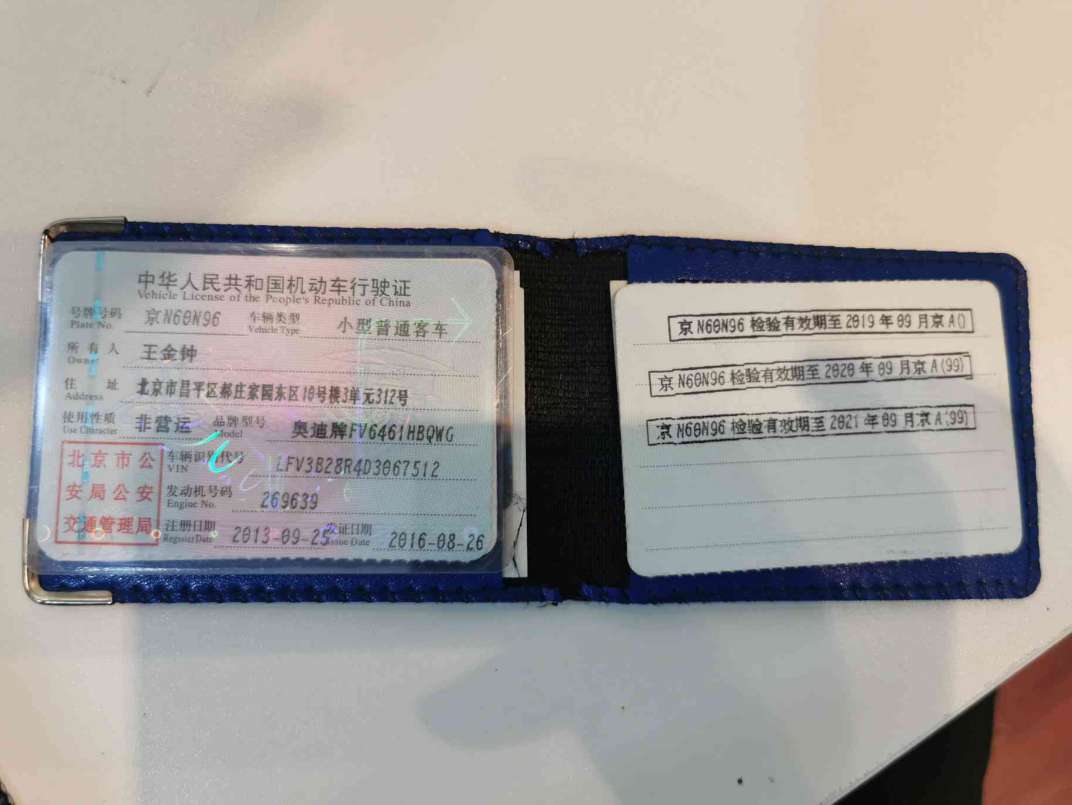 中华人民共和国机动车行驶证
Vehicle License of the People's Republic of China
号牌号码 京N60N96 车辆类型 小型普通客车
Plate No. Vehicle Type
所有人 王金钟
Owner
住址 北京市昌平区郝庄家园东区10号楼3单元312号
Address
使用性质 非营运 品牌型号 奥迪牌FV6461HBQWG
Use Character Model
北京市公安局公安交通管理局
车辆识别代号 LFV3B28R4D3067512
VIN
发动机号码 269639
Engine No.
注册日期 2013-09-25 发证日期 2016-08-26
Register Date Issue Date
京N60N96 检验有效期至2019年09月京A()
京N60N96 检验有效期至2020年09月京A(99)
京N60N96 检验有效期至2021年09月京A(99)